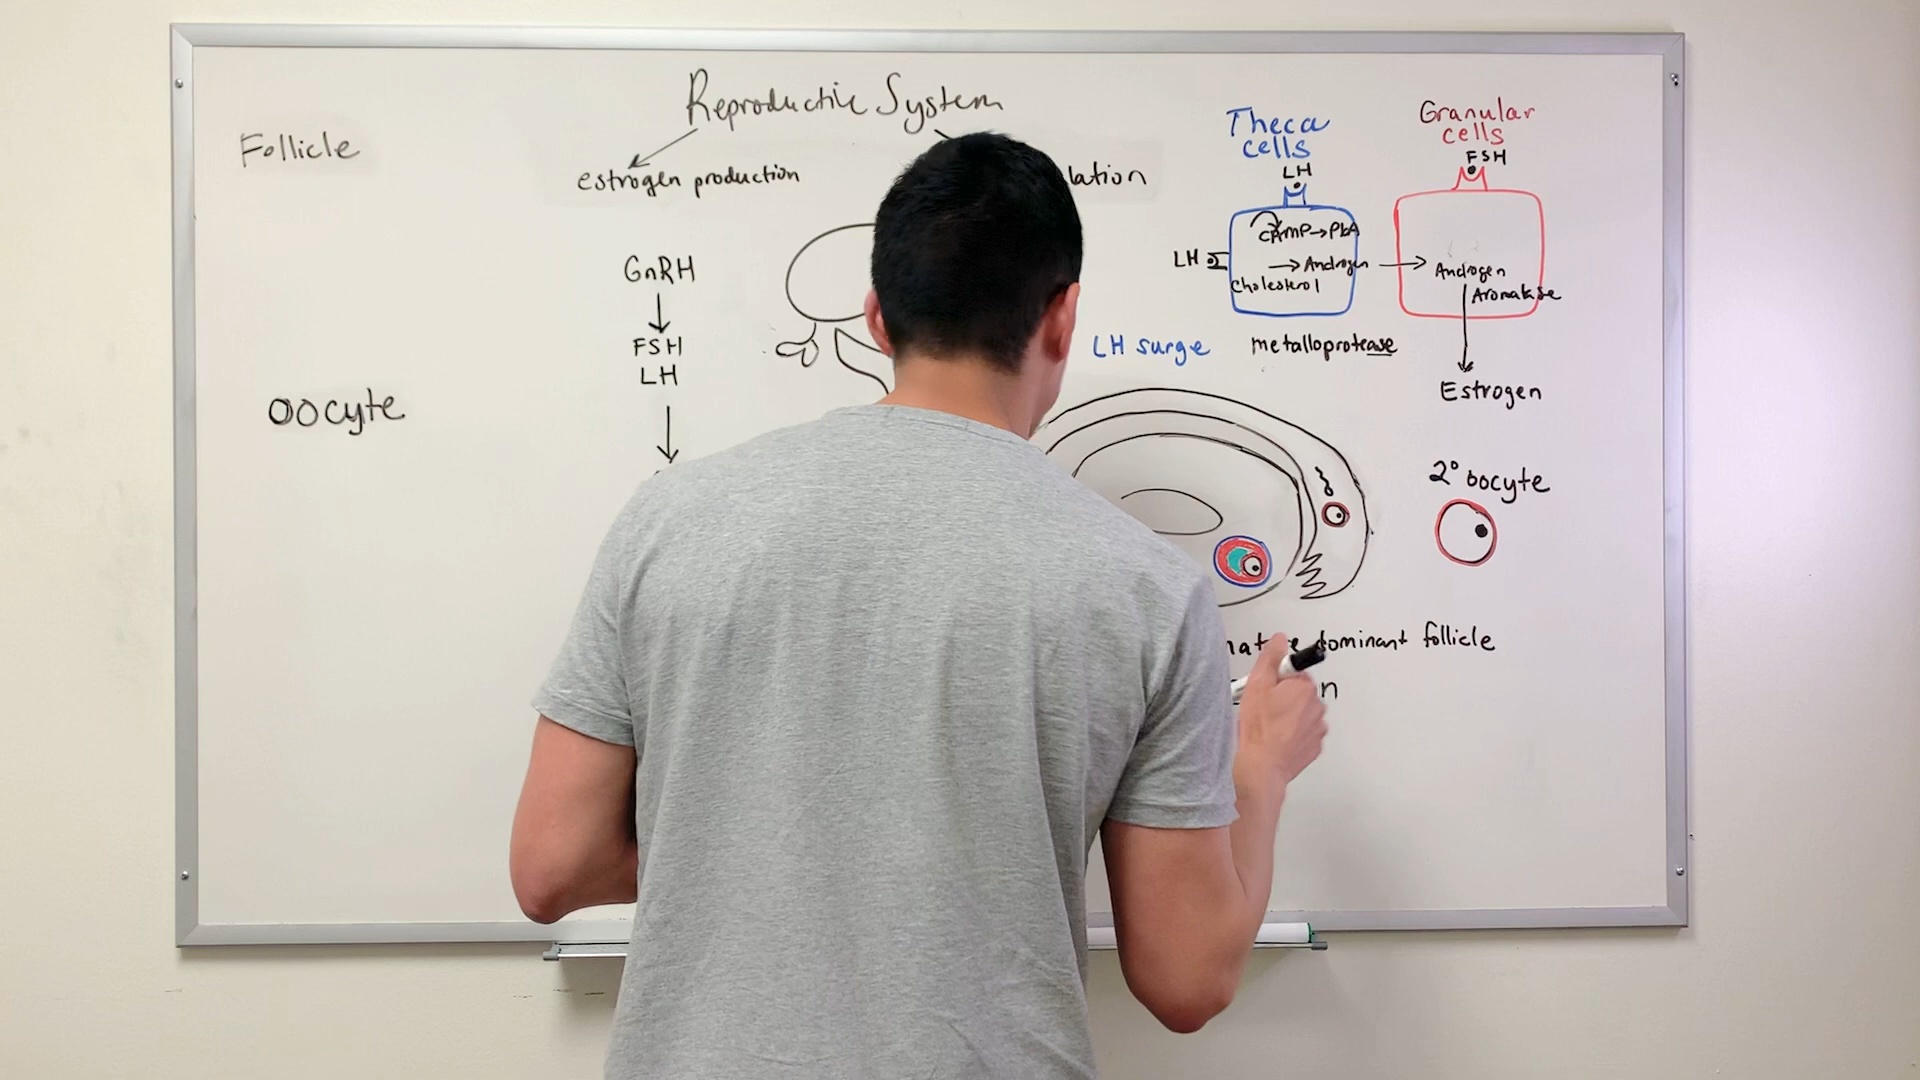 Reproductive System
Follicle
estrogen production
lation
GnRH
FSH
LH
Oocyte
Theca
cells
LH
LH
cAMP→PKA
→Androgen
Cholesterol
Granular
cells
FSH
Androgen
Aromatase
Estrogen
LH surge
metalloprotease
2° oocyte
dominant follicle